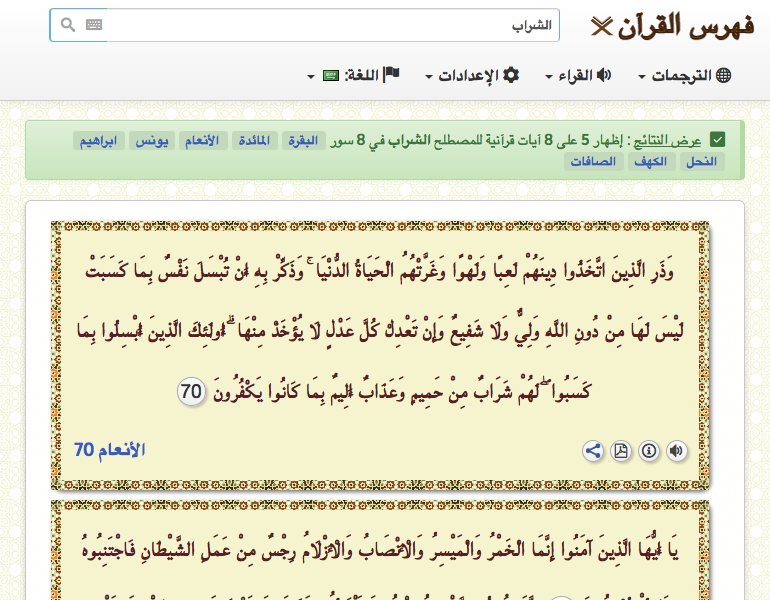 فهرس القرآن
الشراب
الترجمات القراء الإعدادات اللغة:
عرض النتائج : إظهار 5 على 8 آيات قرآنية للمصطلح الشراب في 8 سور البقرة المائدة الأنعام يونس ابراهيم
النحل الكهف الصافات
وَذَرِ الَّذِينَ اتَّخَذُوا دِينَهُمْ لَعِبًا وَلَهْوًا وَغَرَّتْهُمُ الْحَيَاةُ الدُّنْيَا ۚ وَذَكِّرْ بِهِ أَنْ تُبْسَلَ نَفْسٌ بِمَا كَسَبَتْ
لَيْسَ لَهَا مِنْ دُونِ اللَّهِ وَلِيٌّ وَلَا شَفِيعٌ وَإِنْ تَعْدِلْ كُلَّ عَدْلٍ لَا يُؤْخَذْ مِنْهَا ۗ أُولَٰئِكَ الَّذِينَ أُبْسِلُوا بِمَا
كَسَبُوا ۖ لَهُمْ شَرَابٌ مِنْ حَمِيمٍ وَعَذَابٌ أَلِيمٌ بِمَا كَانُوا يَكْفُرُونَ 70
الأنعام 70
يَا أَيُّهَا الَّذِينَ آمَنُوا إِنَّمَا الْخَمْرُ وَالْمَيْسِرُ وَالْأَنْصَابُ وَالْأَزْلَامُ رِجْسٌ مِنْ عَمَلِ الشَّيْطَانِ فَاجْتَنِبُوهُ